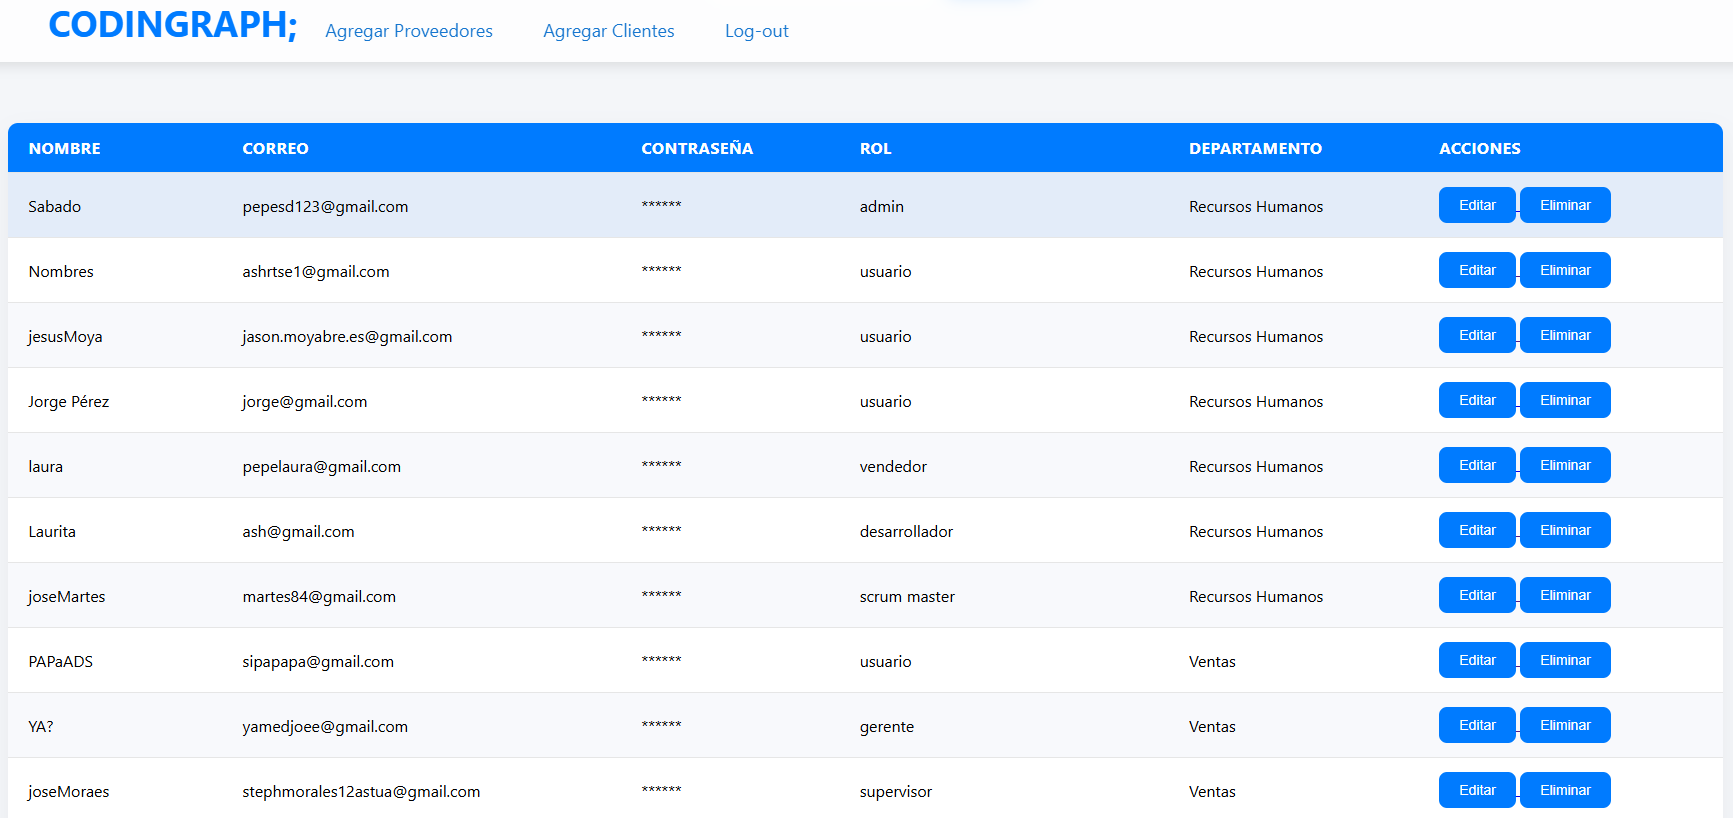 CODINGRAPH; Agregar Proveedores Agregar Clientes Log-out
NOMBRE CORREO CONTRASEÑA ROL DEPARTAMENTO ACCIONES
Sabado pepesd123@gmail.com ****** admin Recursos Humanos Editar Eliminar
Nombres ashrtse1@gmail.com ****** usuario Recursos Humanos Editar Eliminar
jesusMoya jason.moyabre.es@gmail.com ****** usuario Recursos Humanos Editar Eliminar
Jorge Pérez jorge@gmail.com ****** usuario Recursos Humanos Editar Eliminar
laura pepelaura@gmail.com ****** vendedor Recursos Humanos Editar Eliminar
Laurita ash@gmail.com ****** desarrollador Recursos Humanos Editar Eliminar
joseMartes martes84@gmail.com ****** scrum master Recursos Humanos Editar Eliminar
PAPaADS sipapapa@gmail.com ****** usuario Ventas Editar Eliminar
YA? yamedjoee@gmail.com ****** gerente Ventas Editar Eliminar
joseMoraes stephmorales12astua@gmail.com ****** supervisor Ventas Editar Eliminar